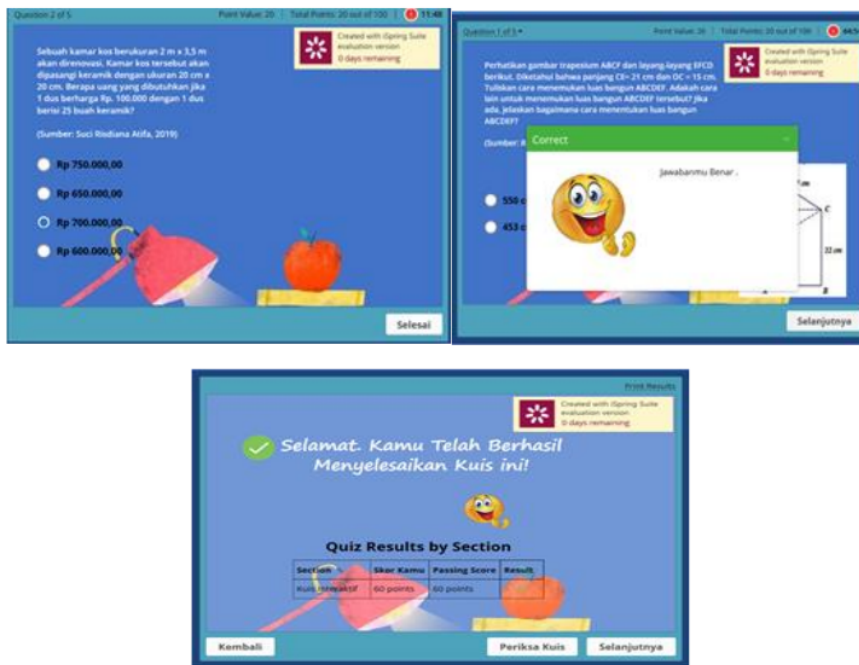 Question 2 of 5
Point Value: 20 | Total Points: 20 out of 100 | 11:48
Created with iSpring Suite
evaluation version
0 days remaining
Sebuah kamar kos berukuran 2 m x 3,5 m
akan direnovasi. Kamar kos tersebut akan
dipasangi keramik dengan ukuran 20 cm x
20 cm. Berapa uang yang dibutuhkan jika
1 dus berharga Rp. 100.000 dengan 1 dus
berisi 25 buah keramik?
(Sumber: Suci Risdiana Atifa, 2019)
Rp 750.000,00
Rp 650.000,00
Rp 700.000,00
Rp 600.000,00
Selesai
Question 1 of 5
Point Value: 20 | Total Points: 20 out of 100
Created with iSpring Suite
evaluation version
0 days remaining
Perhatikan gambar trapesium ABCF dan layang-layang EFCD
berikut. Diketahui bahwa panjang CE= 21 cm dan DC = 15 cm.
Tuliskan cara menemukan luas bangun ABCDEF. Adakah cara
lain untuk menemukan luas bangun ABCDEF tersebut? Jika
ada, jelaskan bagaimana cara menentukan luas bangun
ABCDEF?
(Sumber:
Correct
Jawabanmu Benar .
550
453
cm
C
22 cm
B
Selanjutnya
Print Results
Created with iSpring Suite
evaluation version
0 days remaining
Selamat. Kamu Telah Berhasil
Menyelesaikan Kuis ini!
Quiz Results by Section
Section Skor Kamu Passing Score Result
Kuis Interaktif 60 points 60 points
Kembali
Periksa Kuis
Selanjutnya